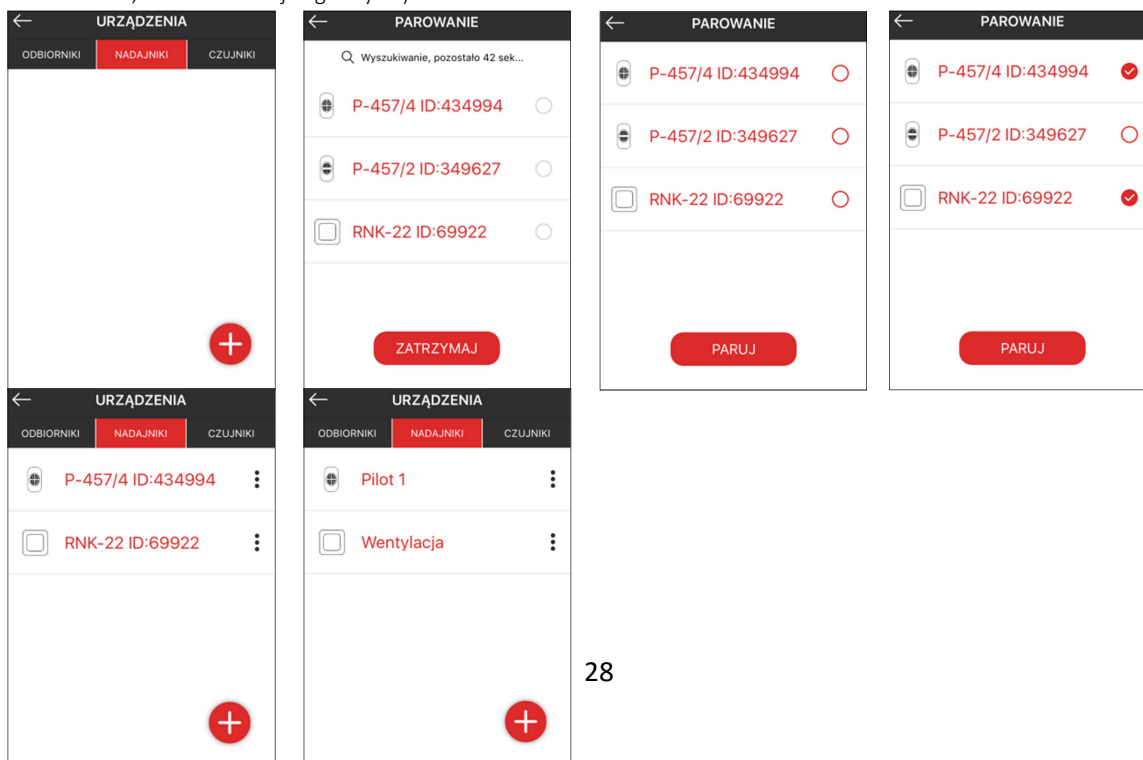 URZĄDZENIA
ODBIORNIKI NADAJNIKI CZUJNIKI
PAROWANIE
Wyszukiwanie, pozostało 42 sek...
P-457/4 ID:434994
P-457/2 ID:349627
RNK-22 ID:69922
ZATRZYMAJ
PAROWANIE
P-457/4 ID:434994
P-457/2 ID:349627
RNK-22 ID:69922
PARUJ
PAROWANIE
P-457/4 ID:434994
P-457/2 ID:349627
RNK-22 ID:69922
PARUJ
URZĄDZENIA
ODBIORNIKI NADAJNIKI CZUJNIKI
P-457/4 ID:434994
RNK-22 ID:69922
URZĄDZENIA
ODBIORNIKI NADAJNIKI CZUJNIKI
Pilot 1
Wentylacja
28